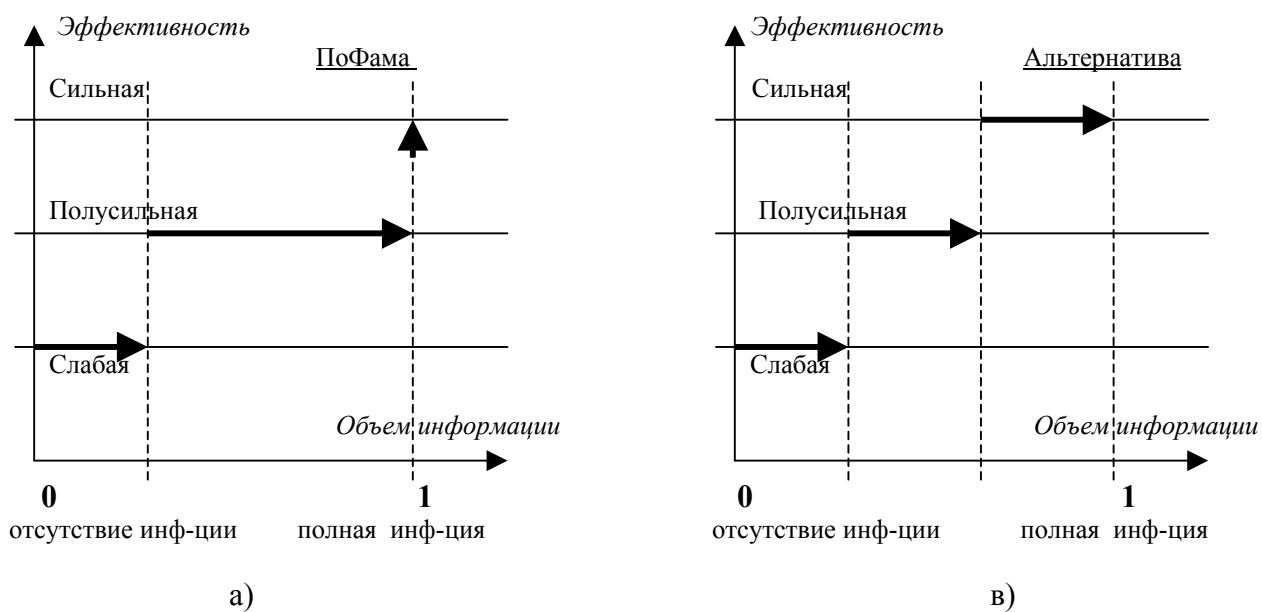 Эффективность
ПоФама
Сильная
Полусильная
Слабая
Объем информации
0
1
отсутствие инф-ции
полная инф-ция
а)
Эффективность
Альтернатива
Сильная
Полусильная
Слабая
Объем информации
0
1
отсутствие инф-ции
полная инф-ция
в)